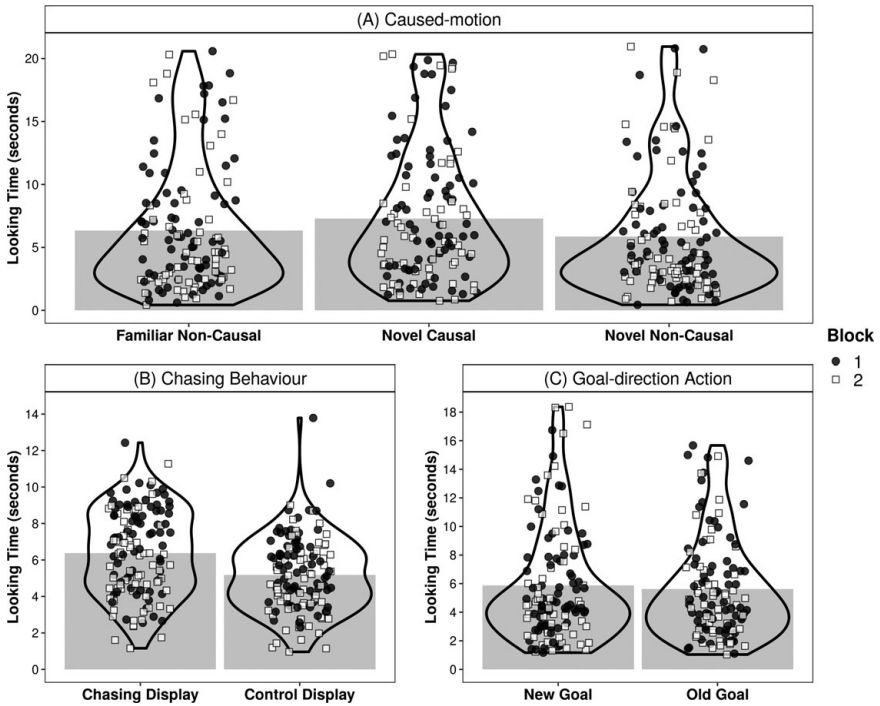 (A) Caused-motion
Looking Time (seconds)
20
15
10
5
0
Familiar Non-Causal
Novel Causal
Novel Non-Causal
Block
1
2
(B) Chasing Behaviour
Looking Time (seconds)
14
12
10
8
6
4
2
0
Chasing Display
Control Display
(C) Goal-direction Action
Looking Time (seconds)
18
16
14
12
10
8
6
4
2
0
New Goal
Old Goal